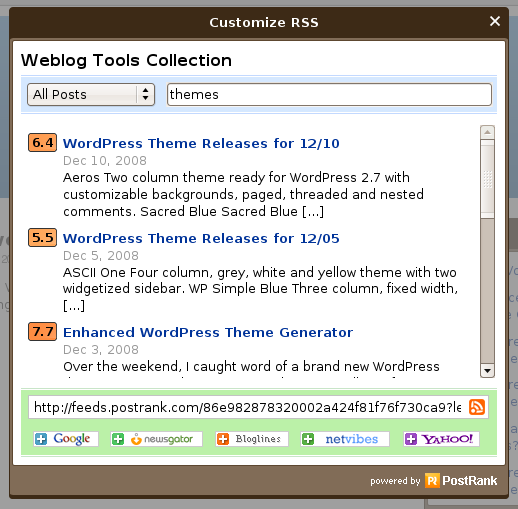 Customize RSS
Weblog Tools Collection
All Posts
themes
6.4 WordPress Theme Releases for 12/10
Dec 10, 2008
Aeros Two column theme ready for WordPress 2.7 with
customizable backgrounds, paged, threaded and nested
comments. Sacred Blue Sacred Blue [...]
5.5 WordPress Theme Releases for 12/05
Dec 5, 2008
ASCII One Four column, grey, white and yellow theme with two
widgetized sidebar. WP Simple Blue Three column, fixed width,
[...]
7.7 Enhanced WordPress Theme Generator
Dec 3, 2008
Over the weekend, I caught word of a brand new WordPress
http://feeds.postrank.com/86e982878320002a424f81f76f730ca9?le
Google newsgator Bloglines netvibes YAHOO!
powered by PostRank